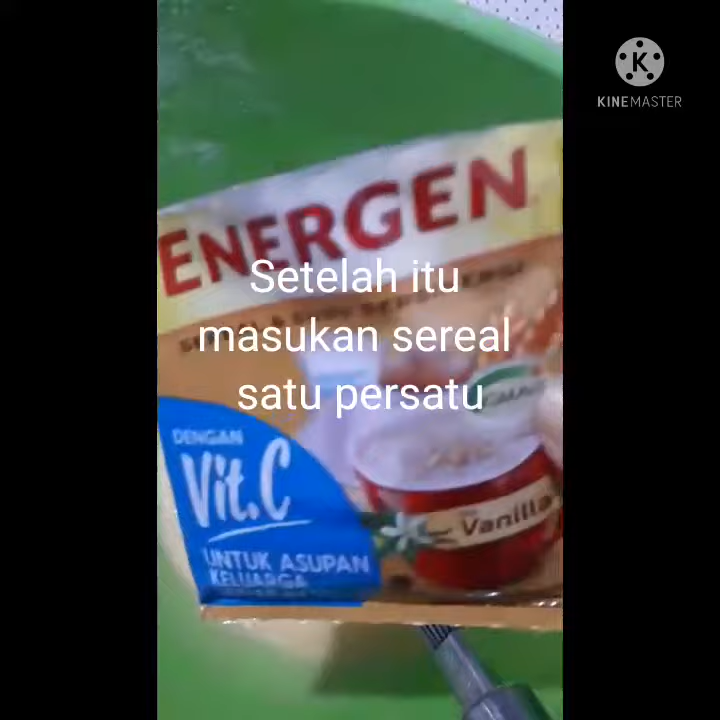 KINEMASTER
ENERGEN
Setelah itu
masukan sereal
satu persatu
DENGAN
Vit.C
Vanilla
UNTUK ASUPAN
KELUARGA